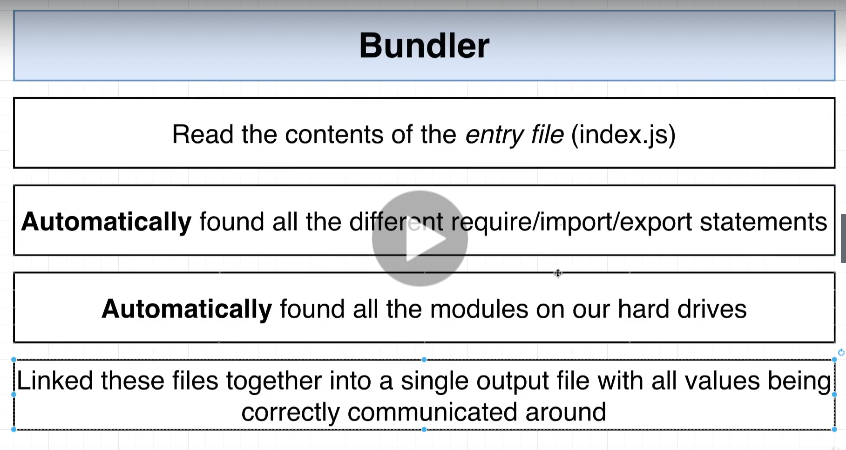 Bundler
Read the contents of the entry file (index.js)
Automatically found all the different require/import/export statements
Automatically found all the modules on our hard drives
Linked these files together into a single output file with all values being
correctly communicated around